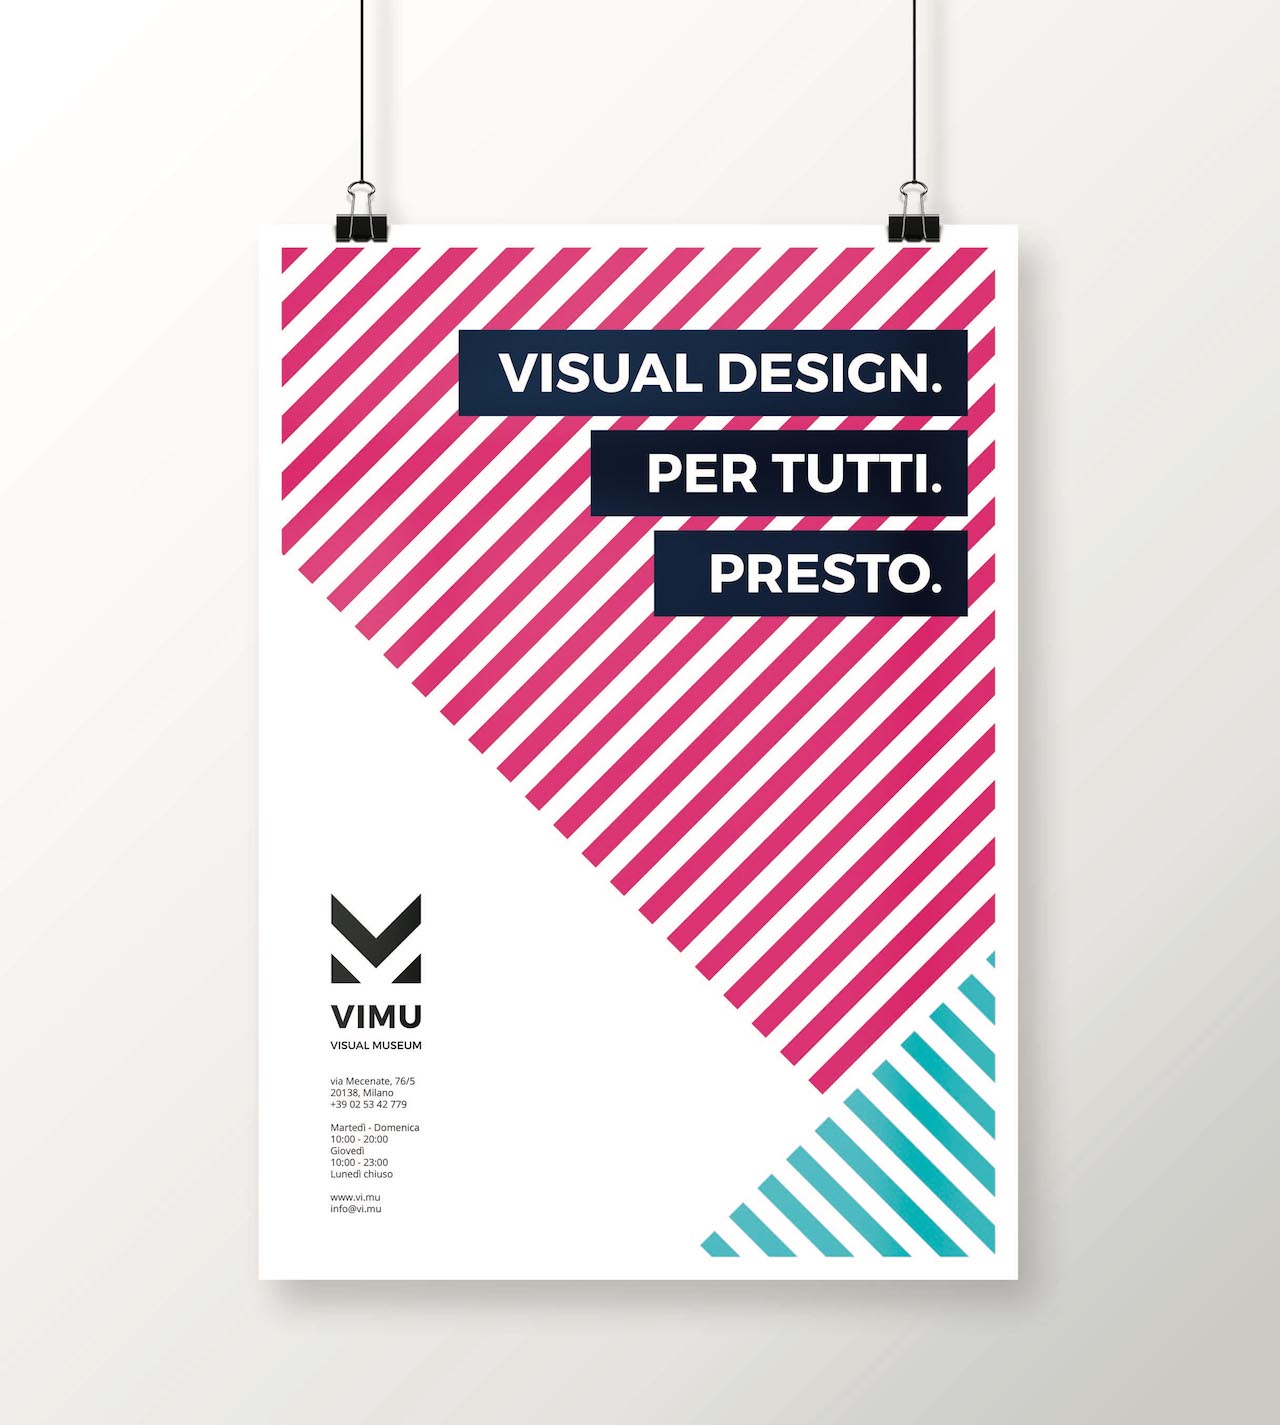 VISUAL DESIGN.
PER TUTTI.
PRESTO.
VIMU
VISUAL MUSEUM
via Mecenate, 76/5
20138, Milano
+39 02 53 42 779
Martedì - Domenica
10:00 - 20:00
Giovedì
10:00 - 23:00
Lunedì chiuso
www.vi.mu
info@vi.mu